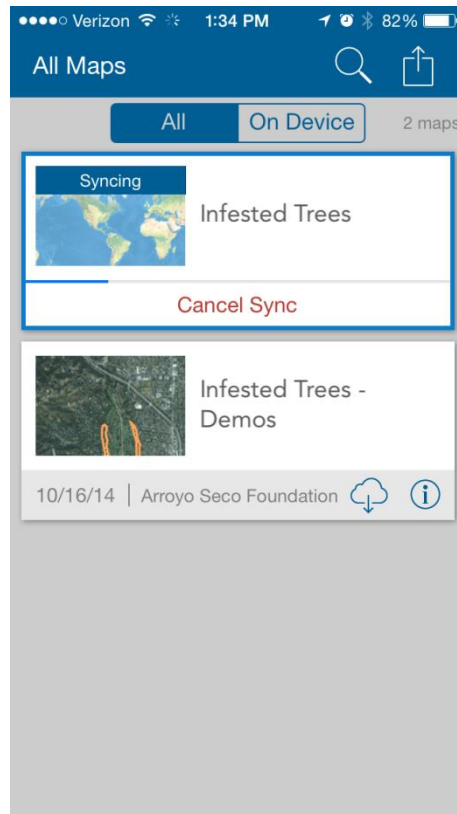 Verizon 1:34 PM 82%
All Maps
All On Device 2 maps
Syncing
Infested Trees
Cancel Sync
Infested Trees -
Demos
10/16/14 | Arroyo Seco Foundation